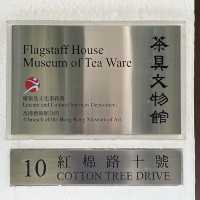 Flagstaff House
Museum of Tea Ware
茶具文物館
康樂及文化事務署
Leisure and Cultural Services Department
香港藝術館分館
A branch of the Hong Kong Museum of Art
10
紅棉路十號
COTTON TREE DRIVE